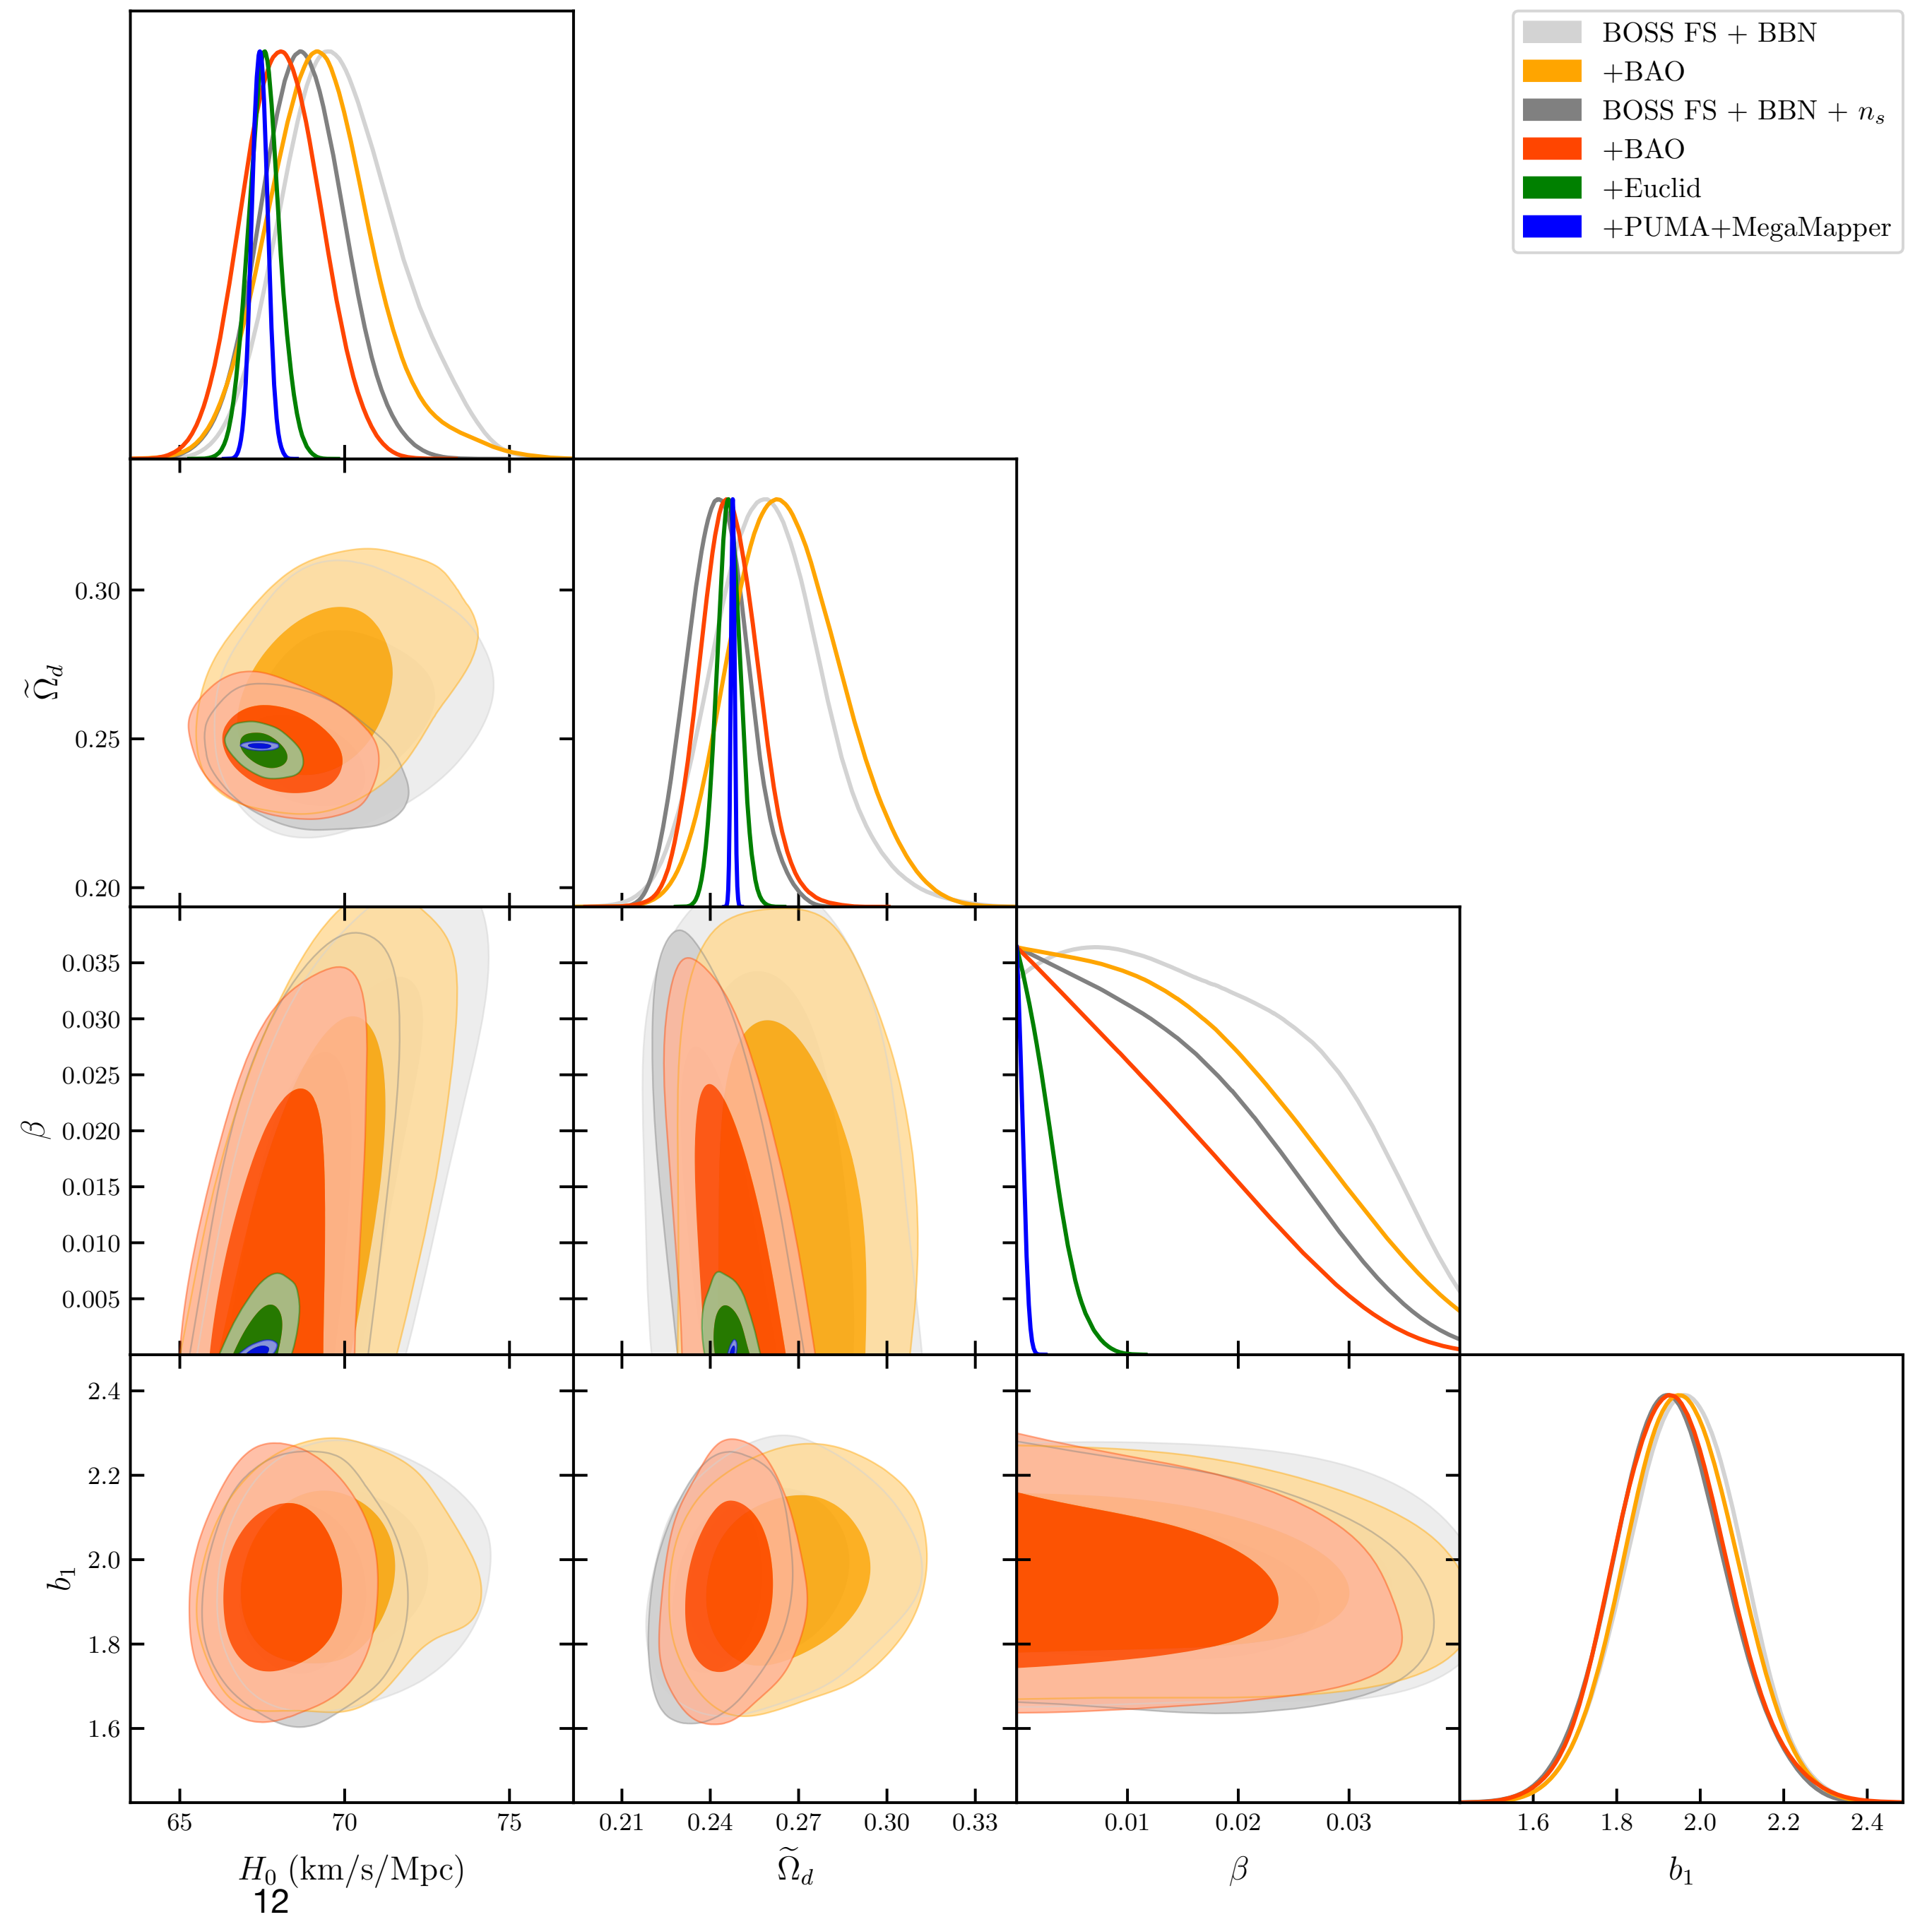 BOSS FS + BBN
+BAO
BOSS FS + BBN + n_s
+BAO
+Euclid
+PUMA+MegaMapper
0.30
0.25
0.20
Ω̃_d
0.035
0.030
0.025
0.020
0.015
0.010
0.005
β
2.4
2.2
2.0
1.8
1.6
b_1
65 70 75
0.21 0.24 0.27 0.30 0.33
0.01 0.02 0.03
1.6 1.8 2.0 2.2 2.4
H_0 (km/s/Mpc)
Ω̃_d
β
b_1
12